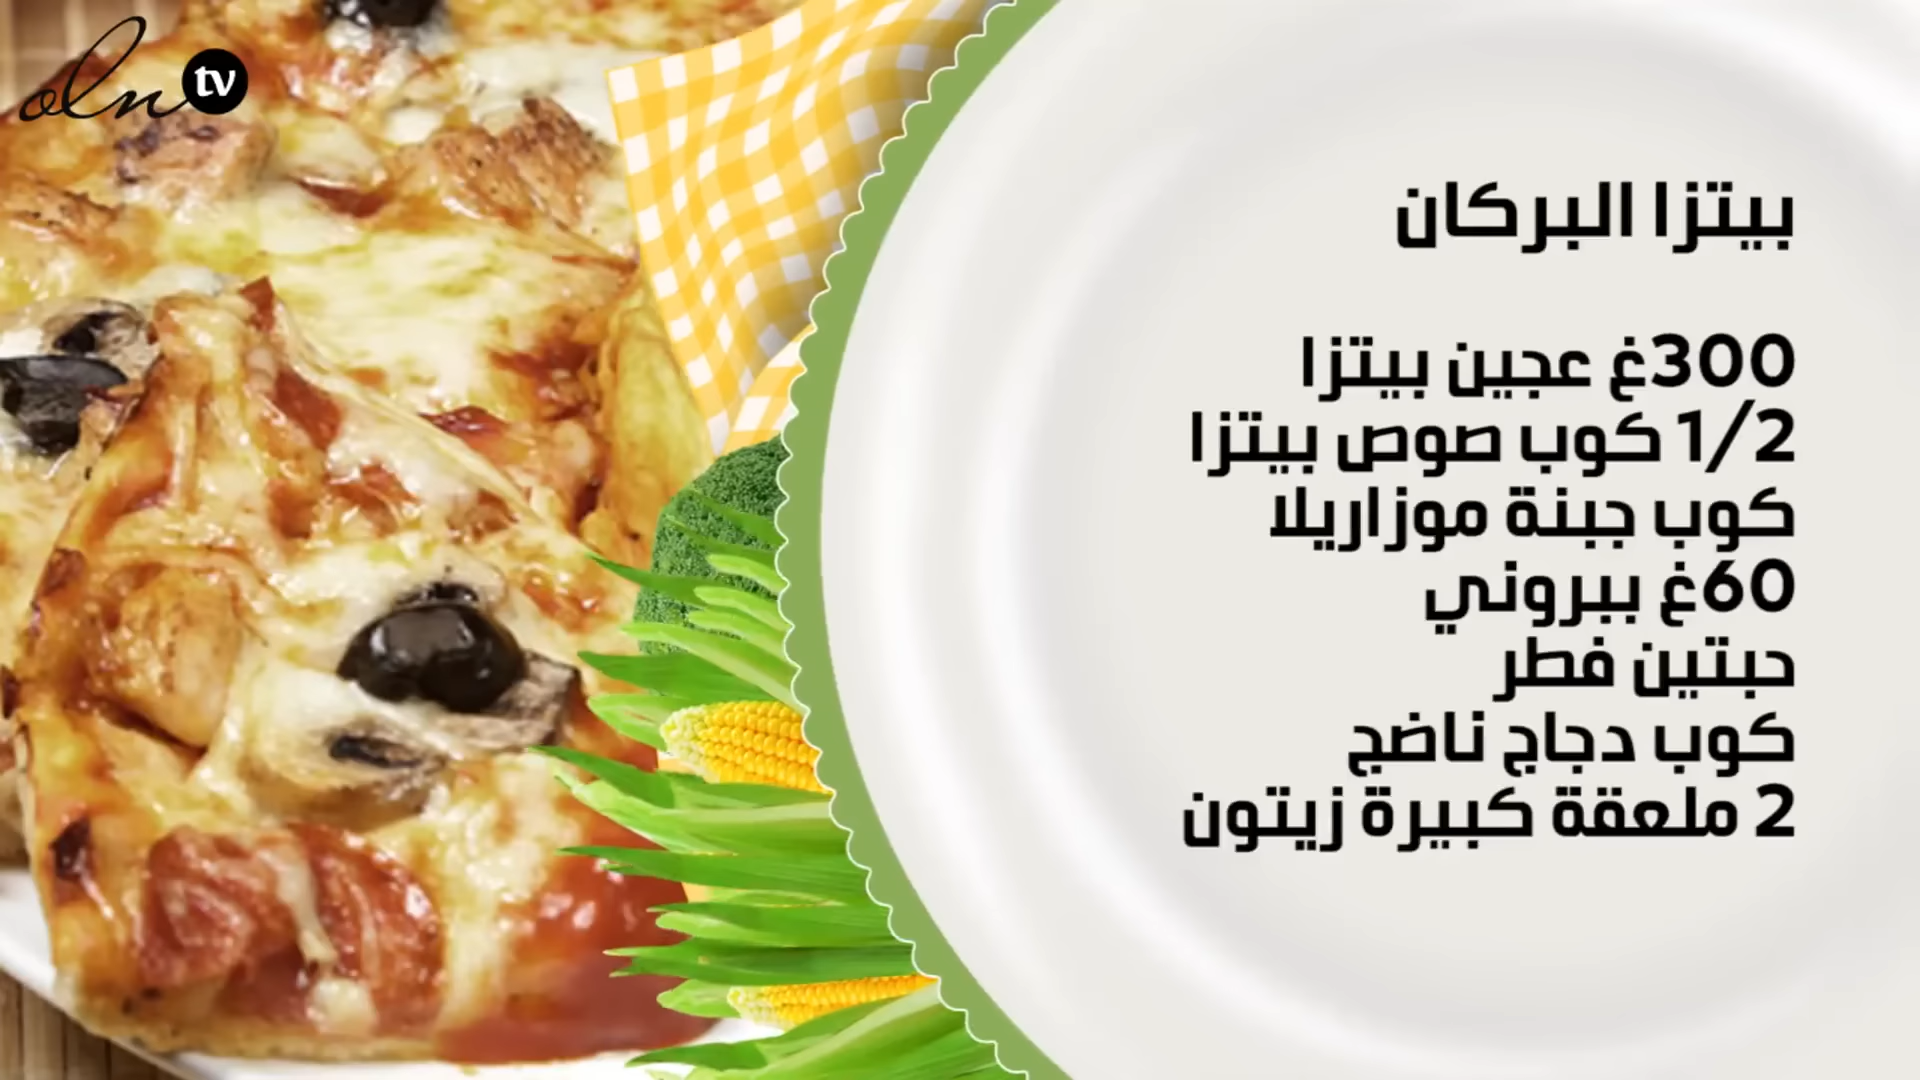 oln tv
بيتزا البركان
300غ عجين بيتزا
1/2 كوب صوص بيتزا
كوب جبنة موزاريلا
60غ ببروني
حبتين فطر
كوب دجاج ناضج
2 ملعقة كبيرة زيتون